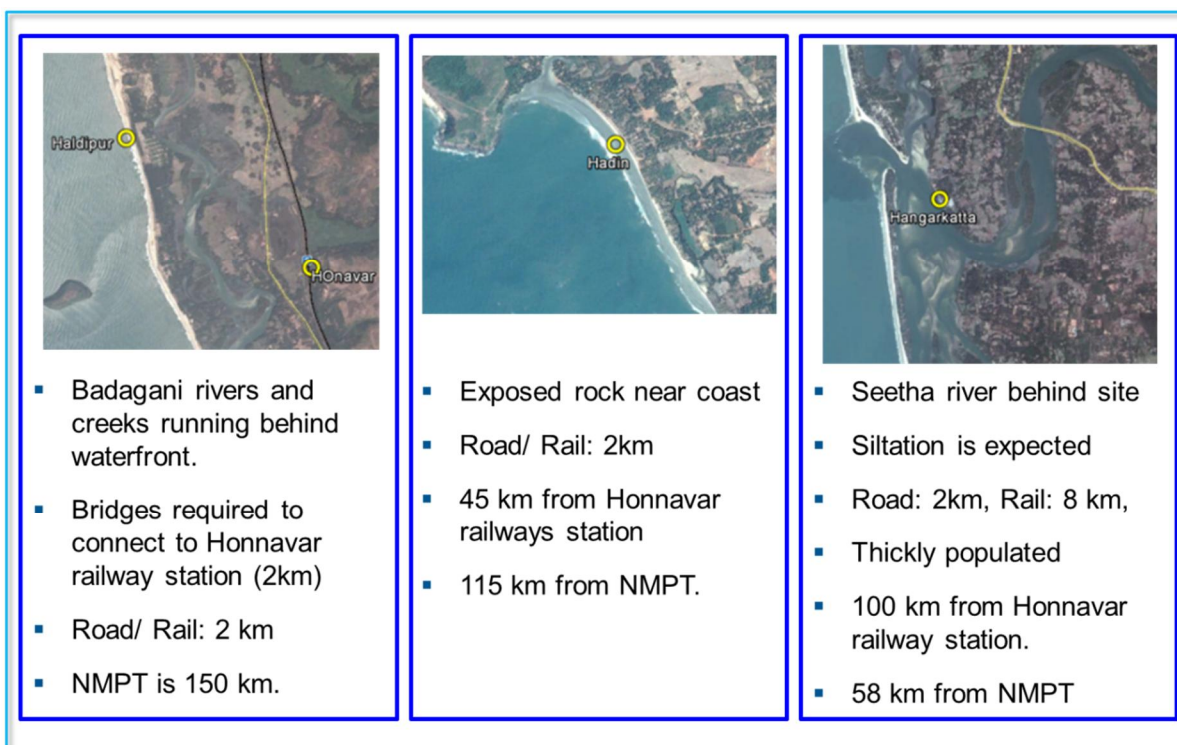 Haldipur
HOnavar
▪ Badagani rivers and
creeks running behind
waterfront.
▪ Bridges required to
connect to Honnavar
railway station (2km)
▪ Road/ Rail: 2 km
▪ NMPT is 150 km.
Hadin
▪ Exposed rock near coast
▪ Road/ Rail: 2km
▪ 45 km from Honnavar
railways station
▪ 115 km from NMPT.
Hangarkatta
▪ Seetha river behind site
▪ Siltation is expected
▪ Road: 2km, Rail: 8 km,
▪ Thickly populated
▪ 100 km from Honnavar
railway station.
▪ 58 km from NMPT